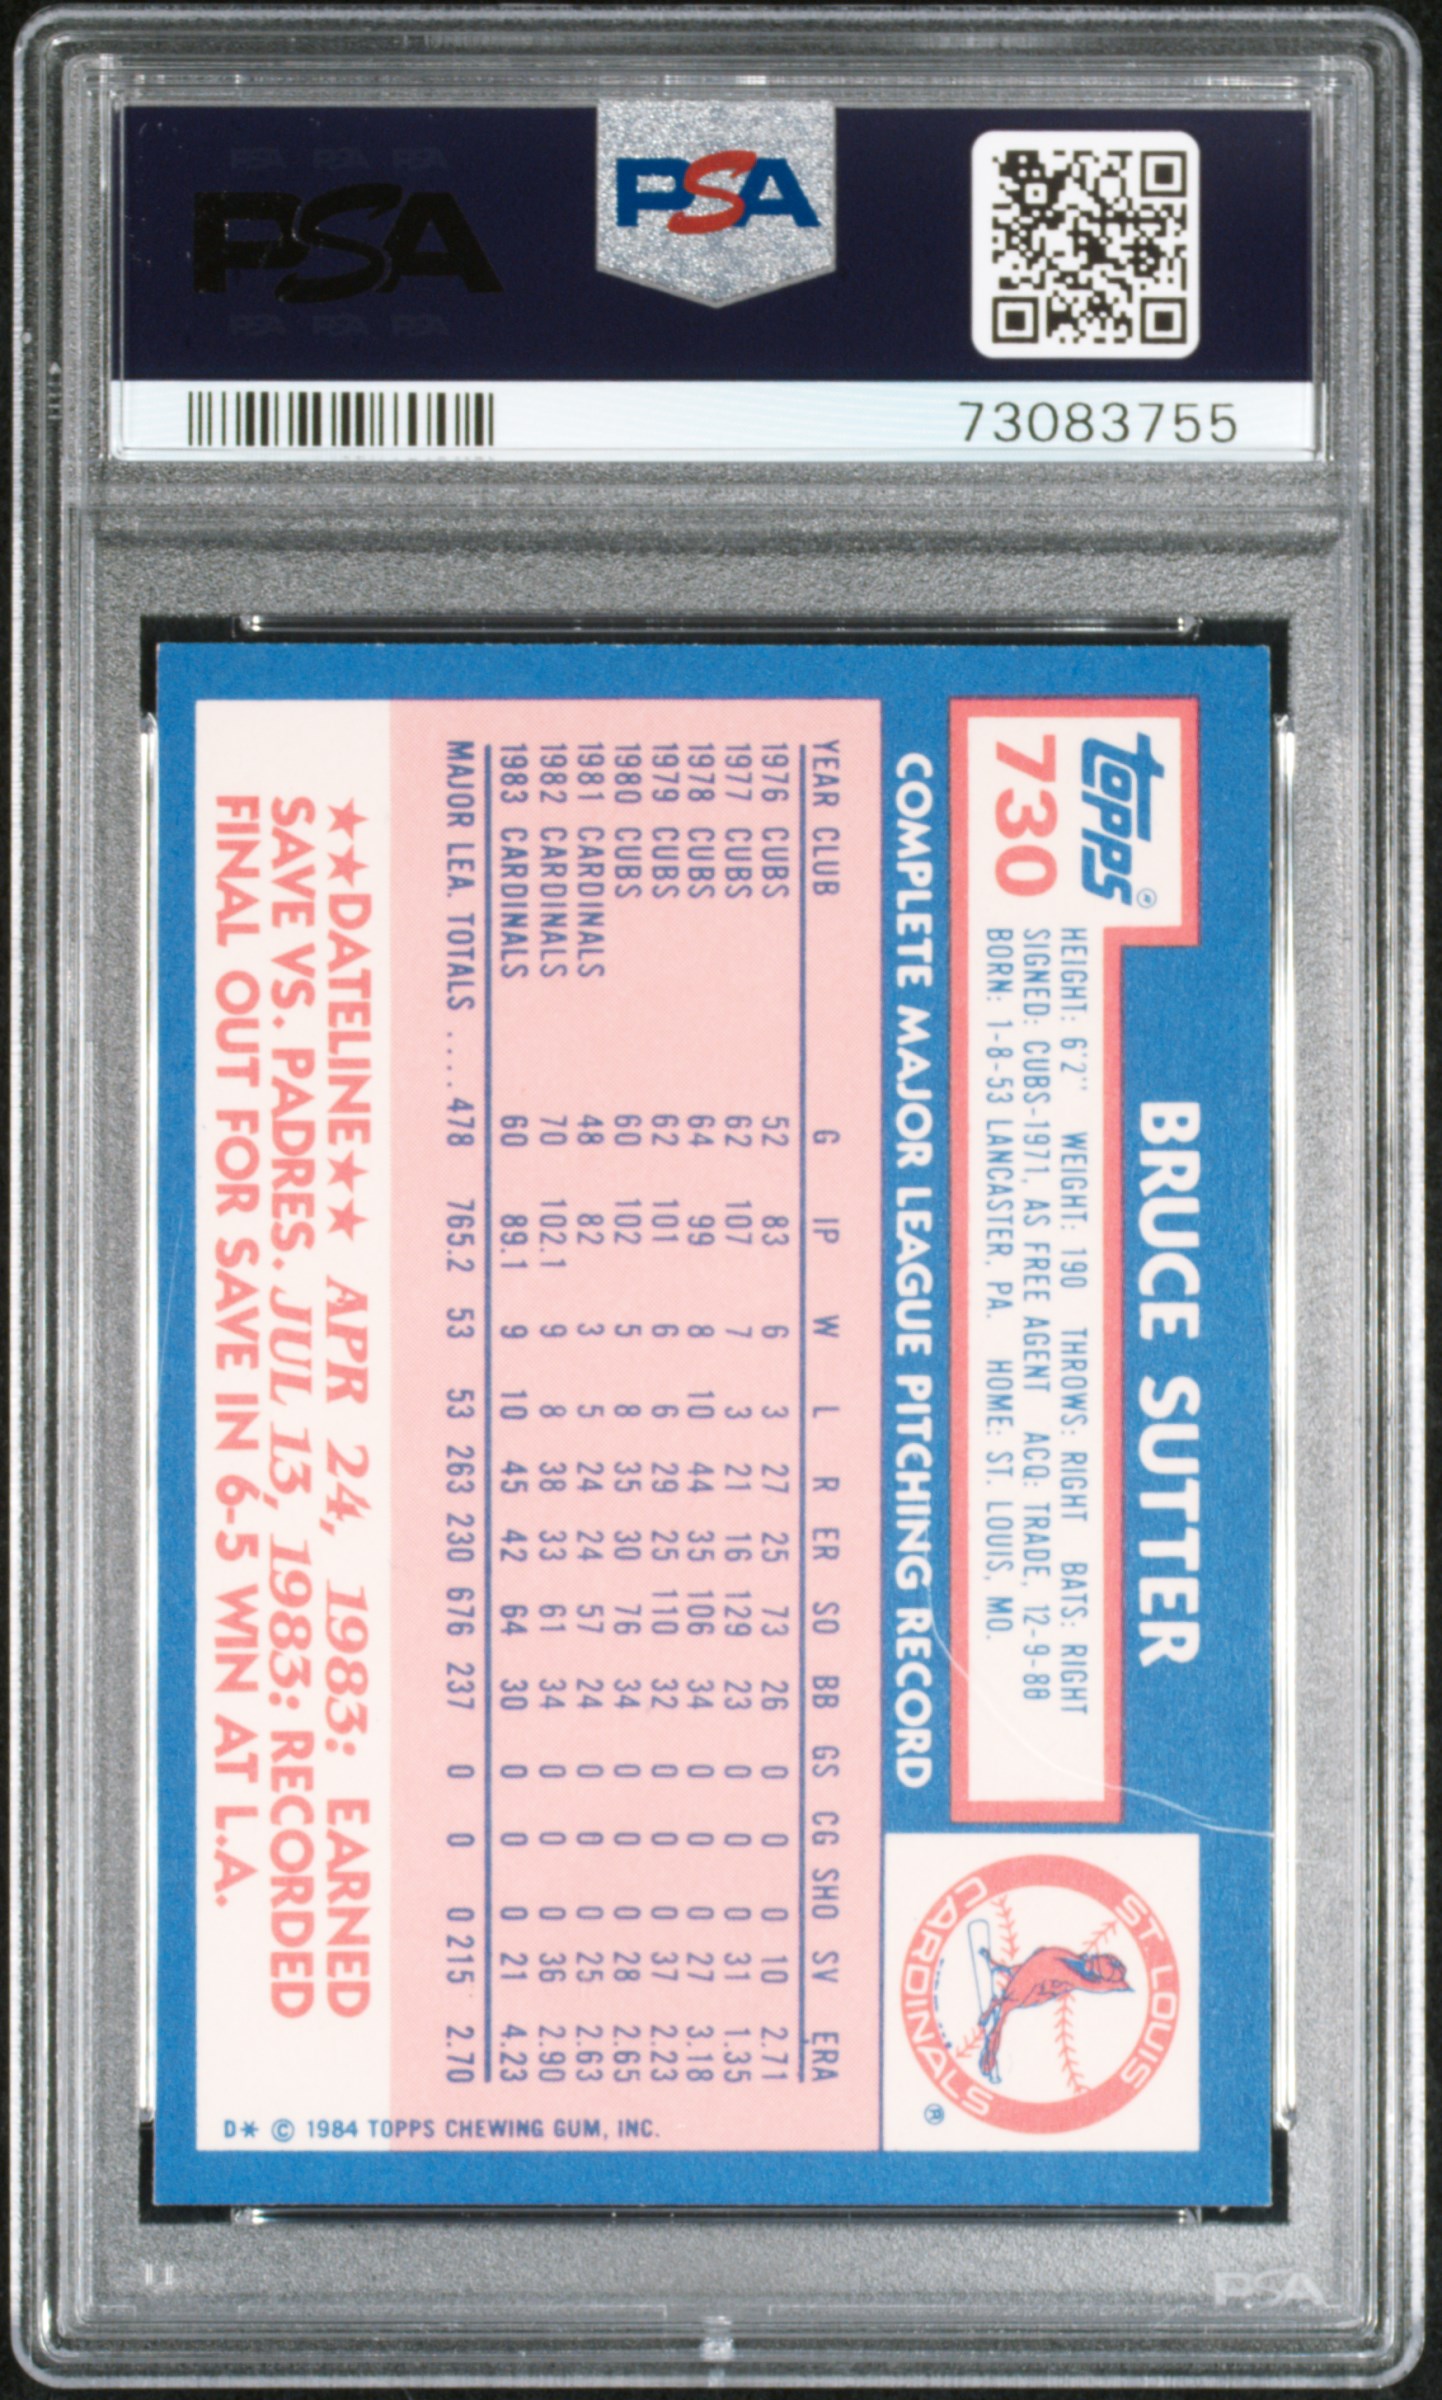 PSA
PSA
73083755
topps®
730
BRUCE SUTTER
HEIGHT: 6'2" WEIGHT: 190 THROWS: RIGHT BATS: RIGHT
SIGNED: CUBS-1971, AS FREE AGENT ACQ: TRADE, 12-9-88
BORN: 1-8-53 LANCASTER, PA. HOME: ST. LOUIS, MO.
ST. LOUIS
CARDINALS
®
COMPLETE MAJOR LEAGUE PITCHING RECORD
YEAR CLUB G IP W L R ER SO BB GS CG SHO SV ERA
1976 CUBS 52 83 6 3 27 25 73 26 0 0 0 10 2.71
1977 CUBS 62 107 7 3 21 16 129 23 0 0 0 31 1.35
1978 CUBS 64 99 8 10 44 35 106 34 0 0 0 27 3.18
1979 CUBS 62 101 6 6 29 25 110 32 0 0 0 37 2.23
1980 CUBS 60 102 5 8 35 30 76 34 0 0 0 28 2.65
1981 CARDINALS 48 82 3 5 24 24 57 24 0 0 0 25 2.63
1982 CARDINALS 70 102.1 9 8 38 33 61 34 0 0 0 36 2.90
1983 CARDINALS 60 89.1 9 10 45 42 64 30 0 0 0 21 4.23
MAJOR LEA. TOTALS .... 478 765.2 53 53 263 230 676 237 0 0 0 215 2.70
★★DATELINE★★ APR 24, 1983: EARNED
SAVE VS. PADRES. JUL 13, 1983: RECORDED
FINAL OUT FOR SAVE IN 6-5 WIN AT L.A.
D* © 1984 TOPPS CHEWING GUM, INC.
PSA